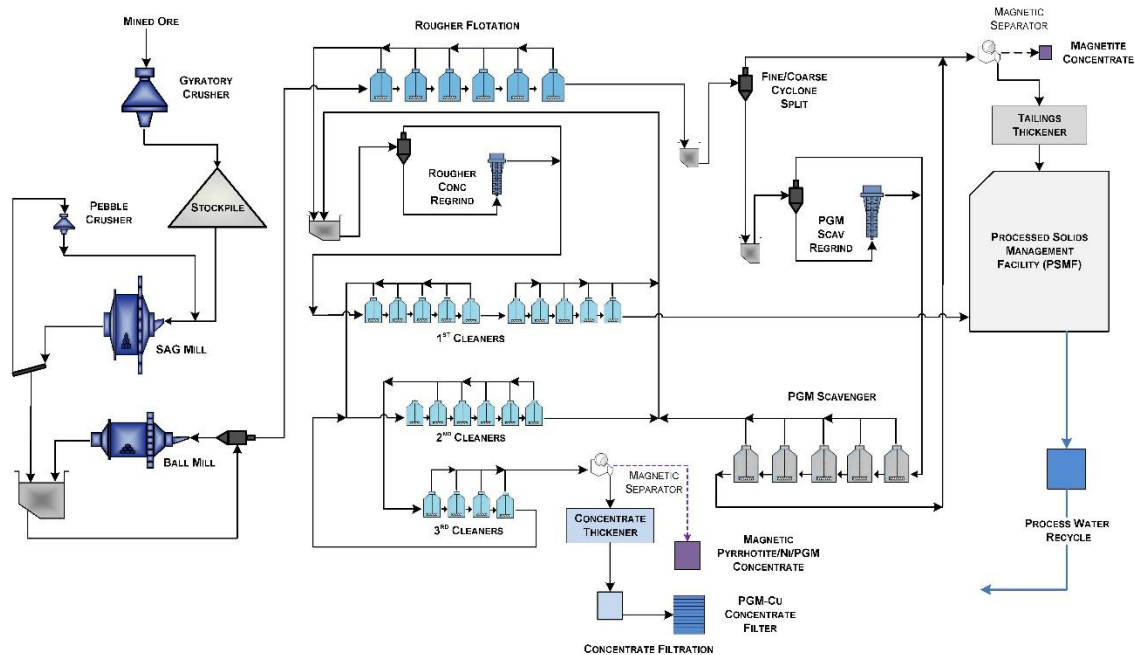 MINED ORE
GYRATORY
CRUSHER
STOCKPILE
PEBBLE
CRUSHER
SAG MILL
BALL MILL
ROUGHER FLOTATION
ROUGHER
CONC
REGRIND
FINE/COARSE
CYCLONE
SPLIT
PGM
SCAV
REGRIND
MAGNETIC
SEPARATOR
MAGNETITE
CONCENTRATE
TAILINGS
THICKENER
PROCESSED SOLIDS
MANAGEMENT
FACILITY (PSMF)
1ST CLEANERS
2ND CLEANERS
3RD CLEANERS
PGM SCAVENGER
MAGNETIC
SEPARATOR
CONCENTRATE
THICKENER
MAGNETIC
PYRRHOTITE/NI/PGM
CONCENTRATE
PGM-CU
CONCENTRATE
FILTER
CONCENTRATE FILTRATION
PROCESS WATER
RECYCLE